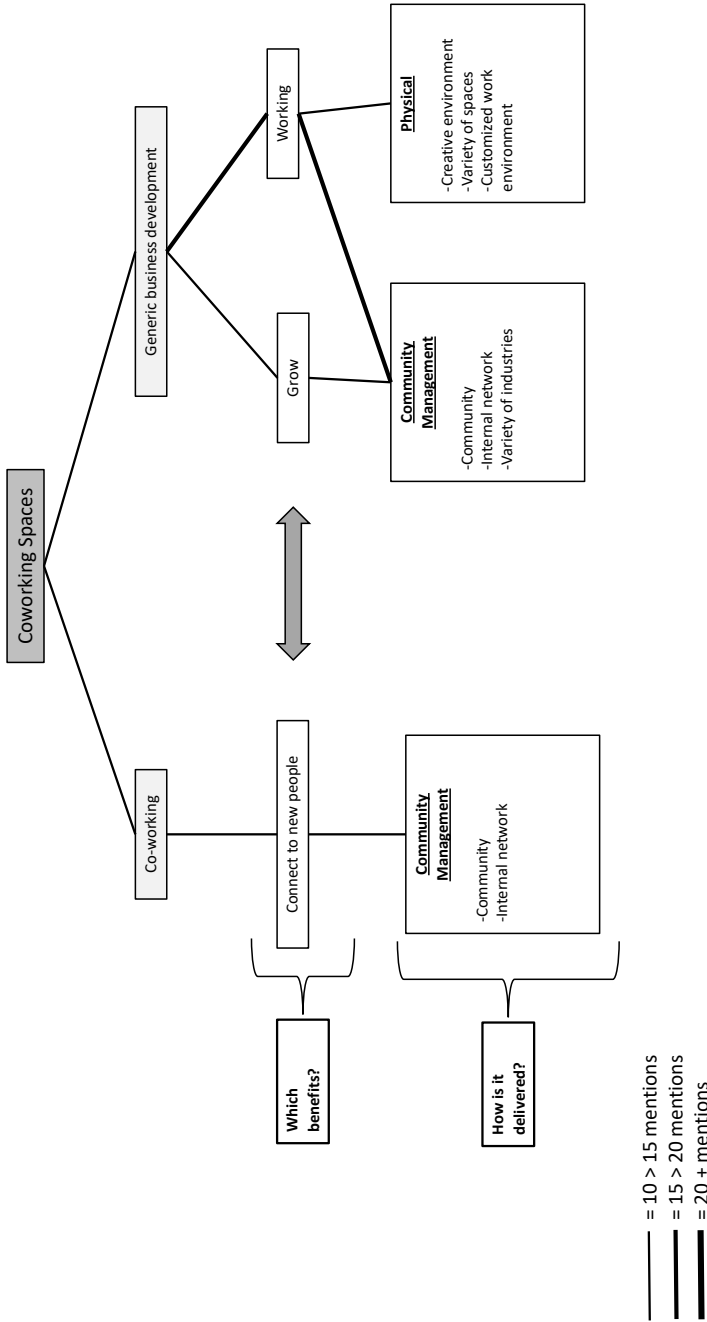 Coworking Spaces
Co-working
Generic business development
Which
benefits?
Connect to new people
Grow
Working
How is it
delivered?
Community
Management
-Community
-Internal network
Community
Management
-Community
-Internal network
-Variety of industries
Physical
-Creative environment
-Variety of spaces
-Customized work
environment
= 10 > 15 mentions
= 15 > 20 mentions
= 20 + mentions